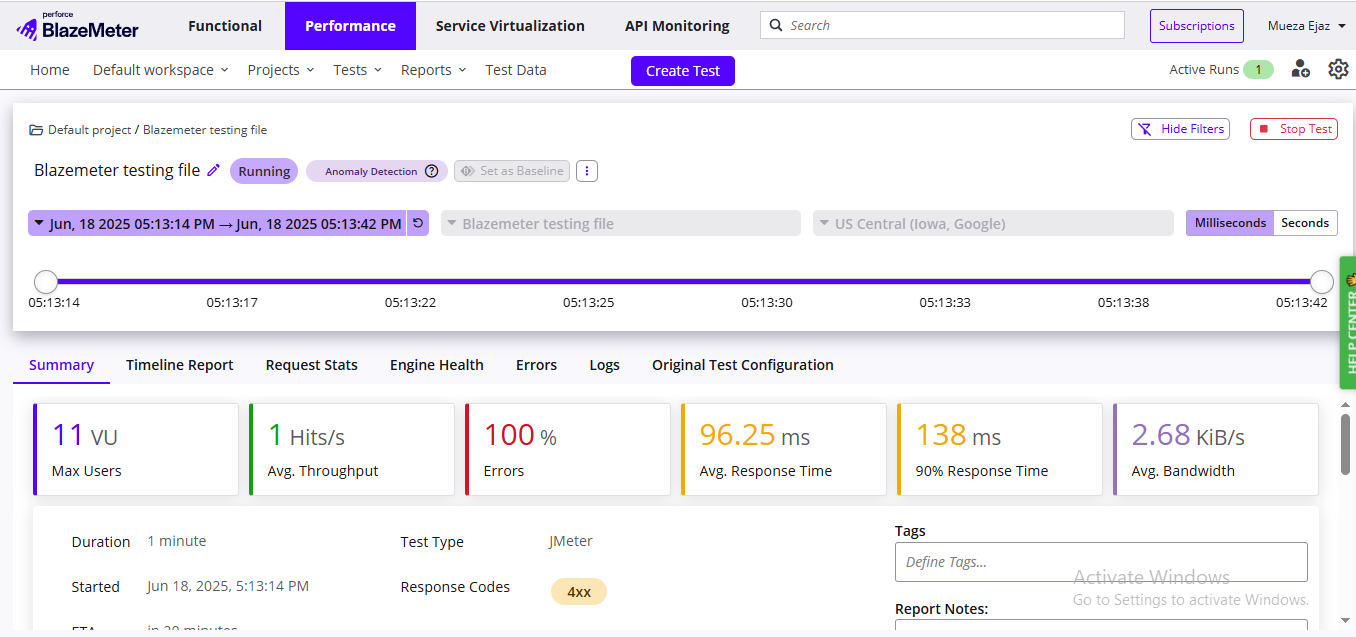 perforce
BlazeMeter
Functional
Performance
Service Virtualization
API Monitoring
Search
Subscriptions
Mueza Ejaz
Home
Default workspace
Projects
Tests
Reports
Test Data
Create Test
Active Runs 1
Default project / Blazemeter testing file
Hide Filters
Stop Test
Blazemeter testing file
Running
Anomaly Detection ?
Set as Baseline
Jun, 18 2025 05:13:14 PM → Jun, 18 2025 05:13:42 PM
Blazemeter testing file
US Central (Iowa, Google)
Milliseconds
Seconds
05:13:14
05:13:17
05:13:22
05:13:25
05:13:30
05:13:33
05:13:38
05:13:42
HELP CENTER
Summary
Timeline Report
Request Stats
Engine Health
Errors
Logs
Original Test Configuration
11 VU
Max Users
1 Hits/s
Avg. Throughput
100 %
Errors
96.25 ms
Avg. Response Time
138 ms
90% Response Time
2.68 KiB/s
Avg. Bandwidth
Duration
1 minute
Test Type
JMeter
Tags
Define Tags...
Started
Jun 18, 2025, 5:13:14 PM
Response Codes
4xx
Activate Windows
Go to Settings to activate Windows.
Report Notes:
ETA
in 20 minutes